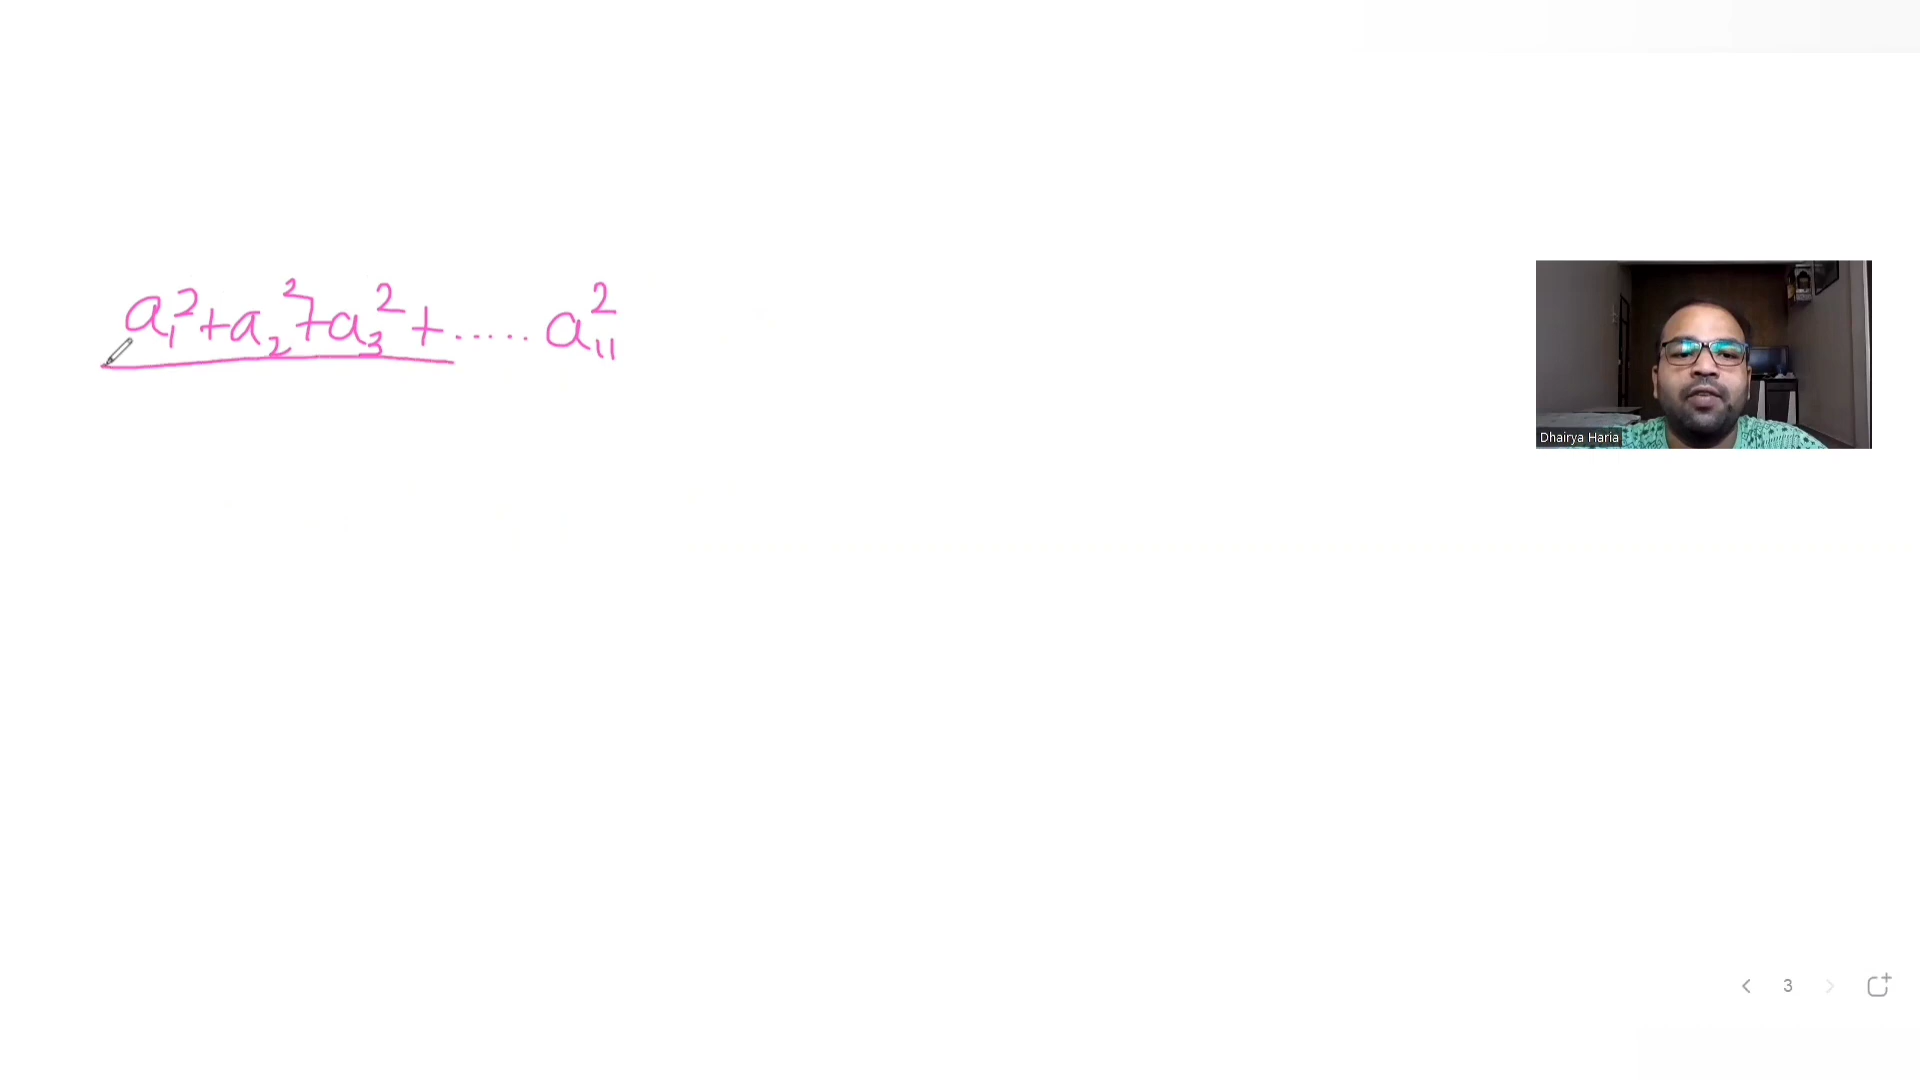 a₁² + a₂² + a₃² + ..... a₁₁²
Dhairya Haria
3